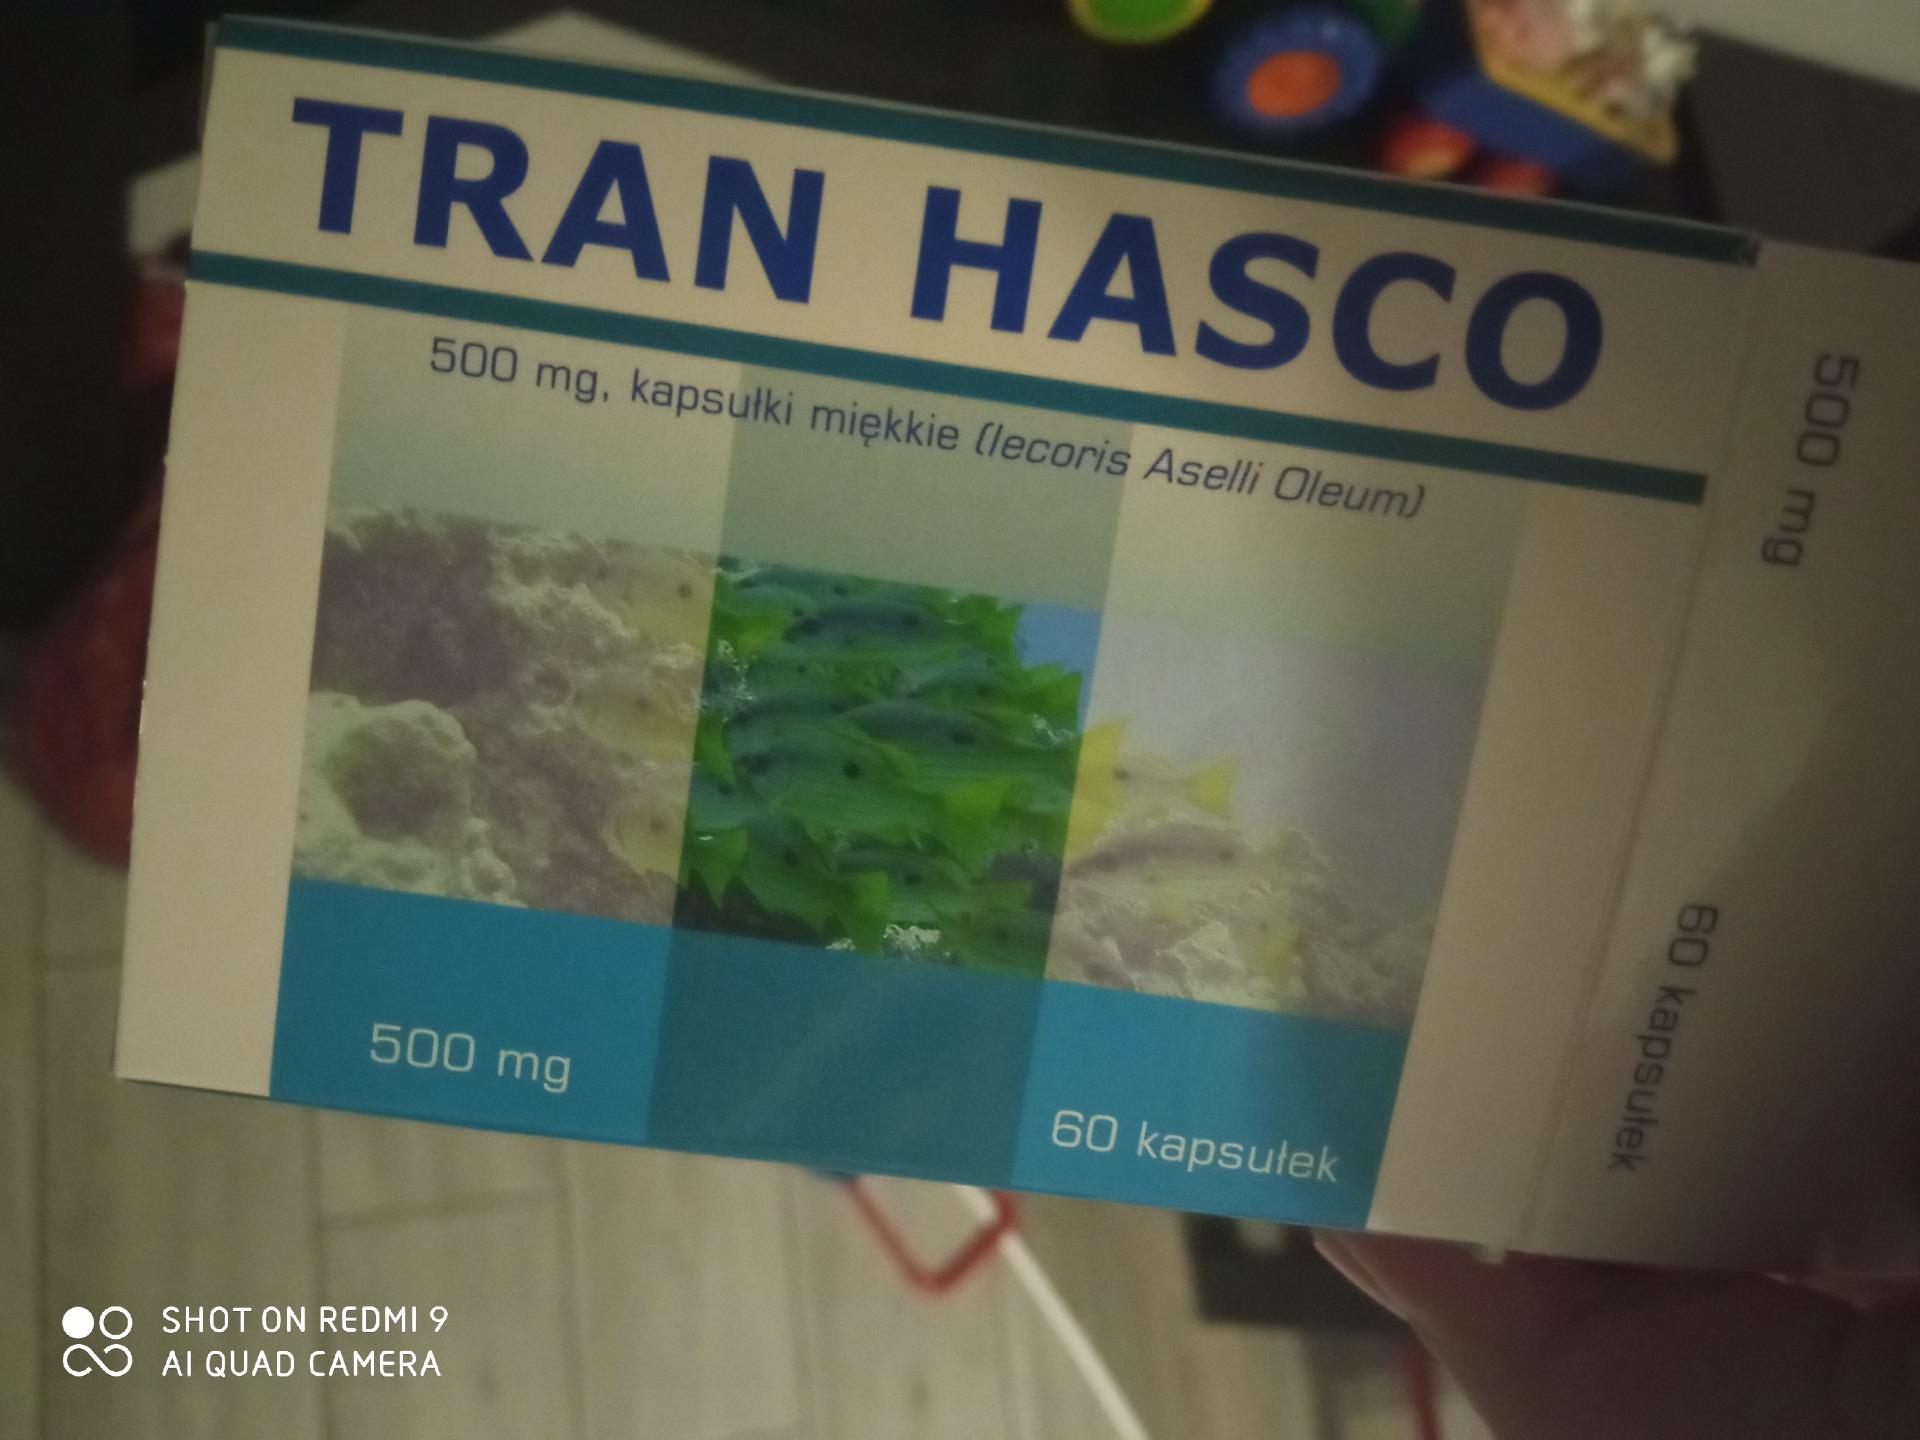 TRAN HASCO
500 mg, kapsułki miękkie (Iecoris Aselli Oleum)
500 mg
60 kapsułek
500 mg
60 kapsułek
SHOT ON REDMI 9
AI QUAD CAMERA